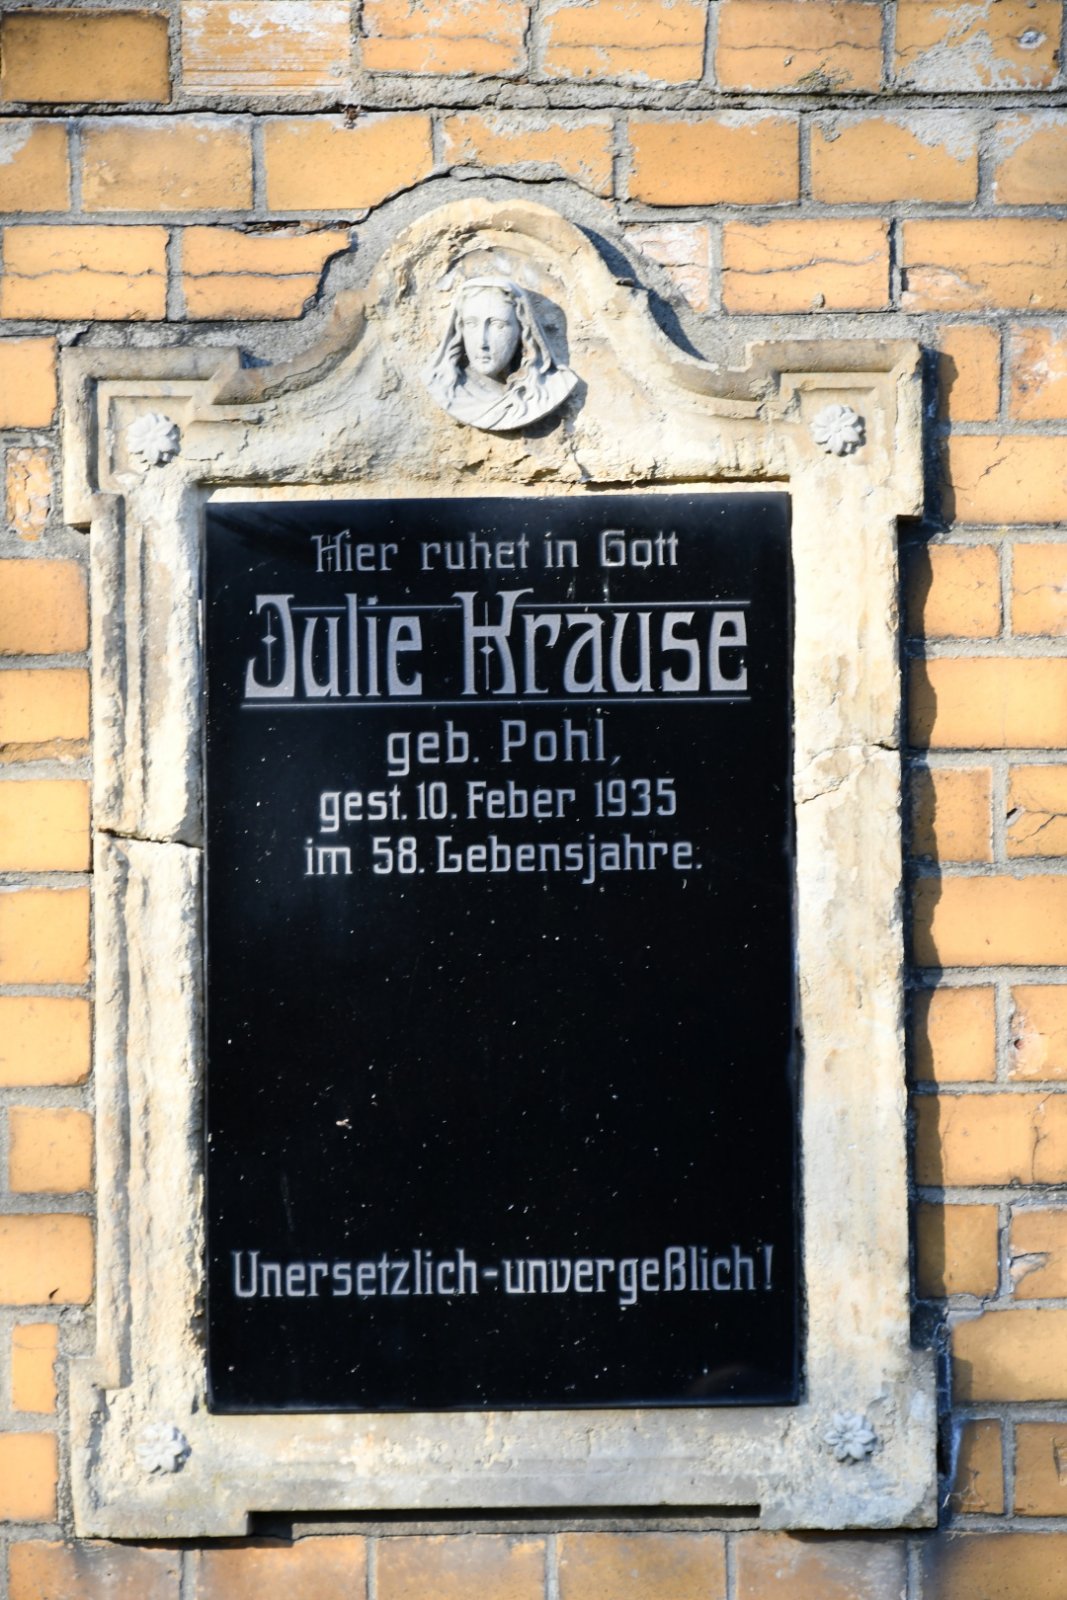 Hier ruhet in Gott
Julie Krause
geb. Pohl,
gest. 10. Feber 1935
im 58. Lebensjahre.
Unersetzlich-unvergeßlich!